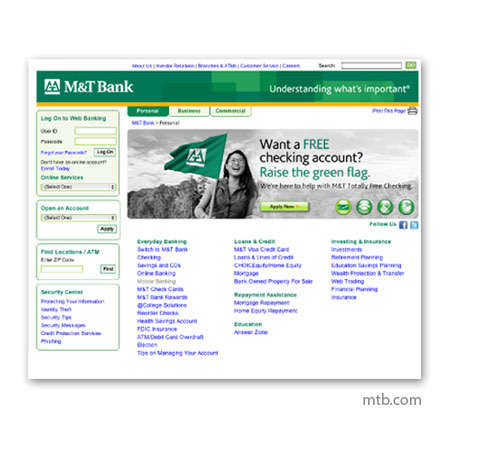 About Us | Investor Relations | Branches & ATMs | Customer Service | Careers
Search
GO
M&T Bank
Understanding what's important®
Personal
Business
Commercial
Print This Page
M&T Bank > Personal
Log On to Web Banking
User ID
Passcode
Forgot your Passcode?
Log On
Don't have an online account?
Enroll Today
Online Services
(Select One)
Open an Account
(Select One)
Apply
Find Locations / ATM
Enter ZIP Code
Find
Security Center
Protecting Your Information
Identity Theft
Security Tips
Security Messages
Credit Protection Services
Phishing
Want a FREE
checking account?
Raise the green flag.
We're here to help with M&T Totally Free Checking.
Apply Now
Follow Us
Everyday Banking
Switch to M&T Bank
Checking
Savings and CDs
Online Banking
Mobile Banking
M&T Check Cards
M&T Bank Rewards
@College Solutions
Reorder Checks
Health Savings Account
FDIC Insurance
ATM/Debit Card Overdraft
Election
Tips on Managing Your Account
Loans & Credit
M&T Visa Credit Card
Loans & Lines of Credit
CHOICEquity/Home Equity
Mortgage
Bank Owned Property For Sale
Repayment Assistance
Mortgage Repayment
Home Equity Repayment
Education
Answer Zone
Investing & Insurance
Investments
Retirement Planning
Education Savings Planning
Wealth Protection & Transfer
Web Trading
Financial Planning
Insurance
mtb.com